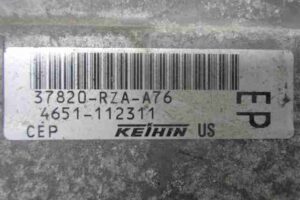 37820-RZA-A76
4651-112311
CEP KEIHIN US
EP